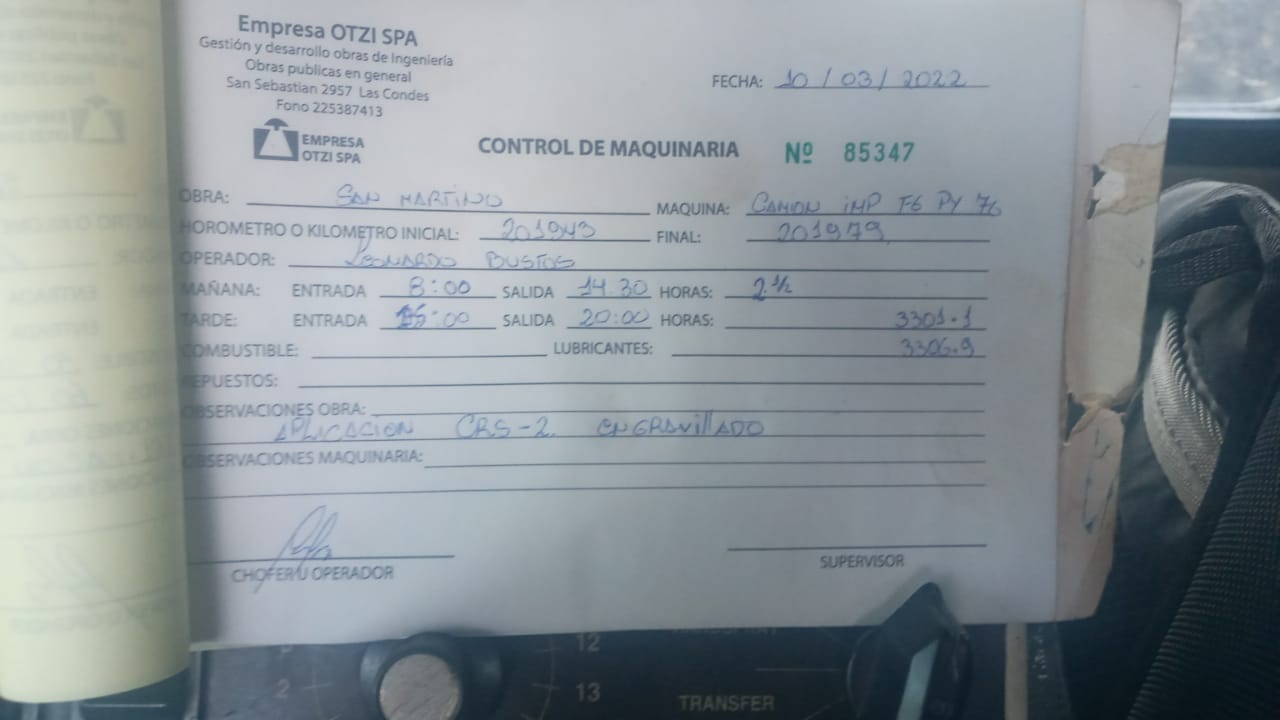 Empresa OTZI SPA
Gestión y desarrollo obras de Ingeniería
Obras publicas en general
San Sebastian 2957 Las Condes
Fono 225387413
EMPRESA
OTZI SPA
FECHA: 10 / 03 / 2022
CONTROL DE MAQUINARIA Nº 85347
OBRA: SAN MARTINO MAQUINA: CAMION IMP FG PY 76
HOROMETRO O KILOMETRO INICIAL: 201943 FINAL: 201979
OPERADOR: LEONARDO BUSTOS
MAÑANA: ENTRADA 8:00 SALIDA 14.30 HORAS: 2.½
TARDE: ENTRADA 15:00 SALIDA 20:00 HORAS: 3301.1
COMBUSTIBLE: LUBRICANTES: 3306.9
REPUESTOS:
OBSERVACIONES OBRA:
APLICACION CRS-2. ENGRAVILLADO
OBSERVACIONES MAQUINARIA:
CHOFER U OPERADOR SUPERVISOR
12
2 13
TRANSFER